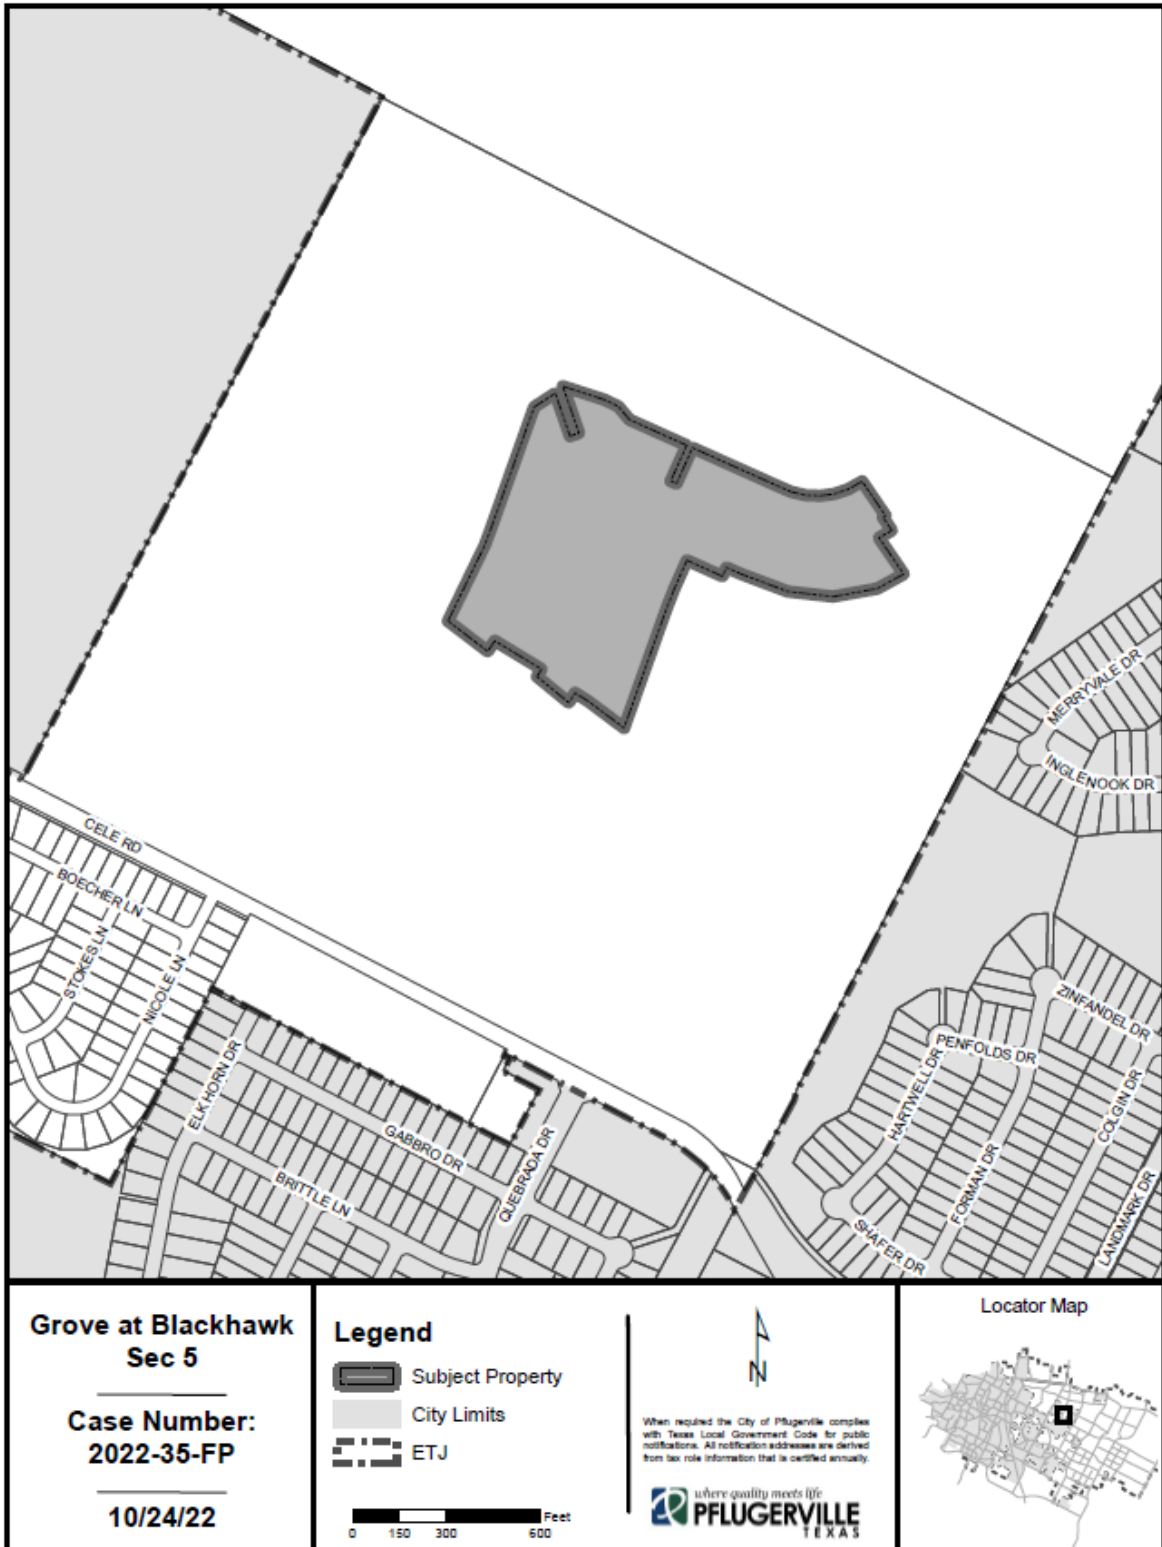 MERRYVALE DR
INGLENOOK DR
CELE RD
BOECHER LN
STOKES LN
NICOLE LN
ZINFANDEL DR
PENFOLDS DR
HARTWELL DR
ELKHORN DR
COLGIN DR
GABBRO DR
QUEBRADA DR
FORMAN DR
BRITTLE LN
LANDMARK DR
SHAFER DR
Grove at Blackhawk
Sec 5
Case Number:
2022-35-FP
10/24/22
Legend
Subject Property
City Limits
ETJ
Feet
0 150 300 600
N
When required the City of Pflugerville complies
with Texas Local Government Code for public
notifications. All notification addresses are derived
from tax role information that is certified annually.
where quality meets life
PFLUGERVILLE
TEXAS
Locator Map